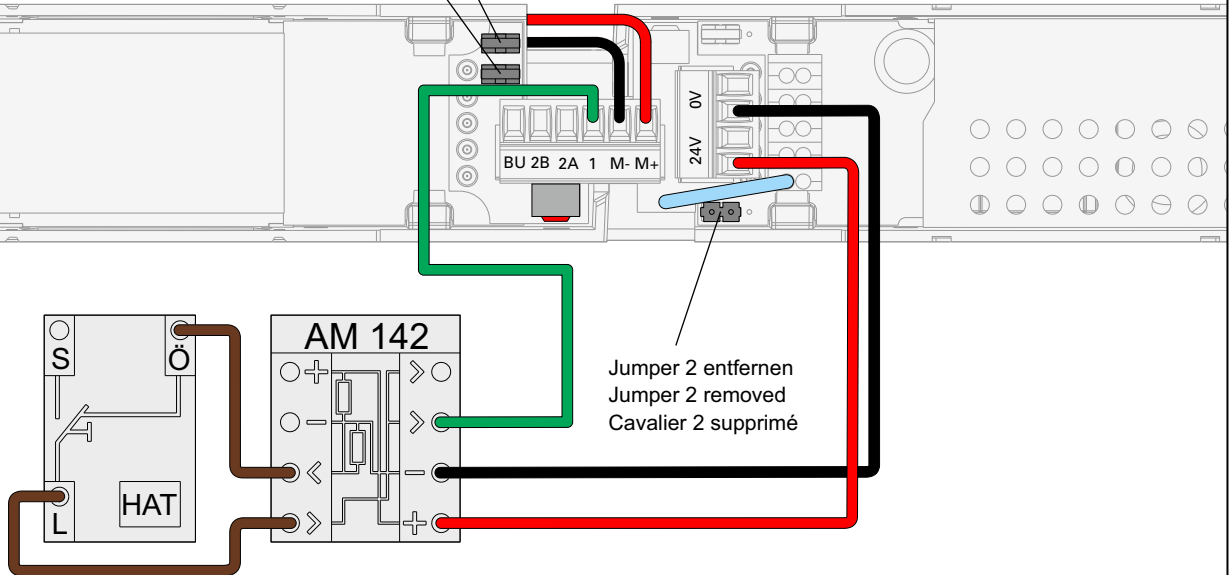 0V
24V
BU 2B 2A 1 M- M+
S Ö
L
HAT
AM 142
+ >
- >
< -
> +
Jumper 2 entfernen
Jumper 2 removed
Cavalier 2 supprimé